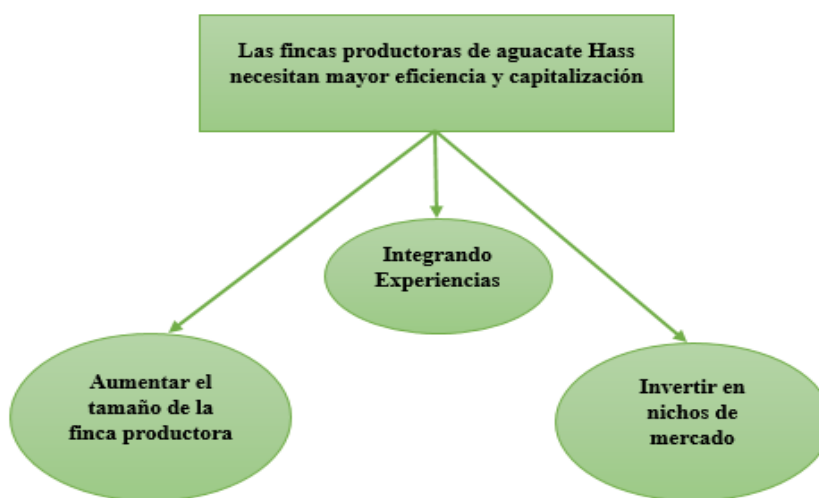 Las fincas productoras de aguacate Hass
necesitan mayor eficiencia y capitalización
Integrando
Experiencias
Aumentar el
tamaño de la
finca productora
Invertir en
nichos de
mercado